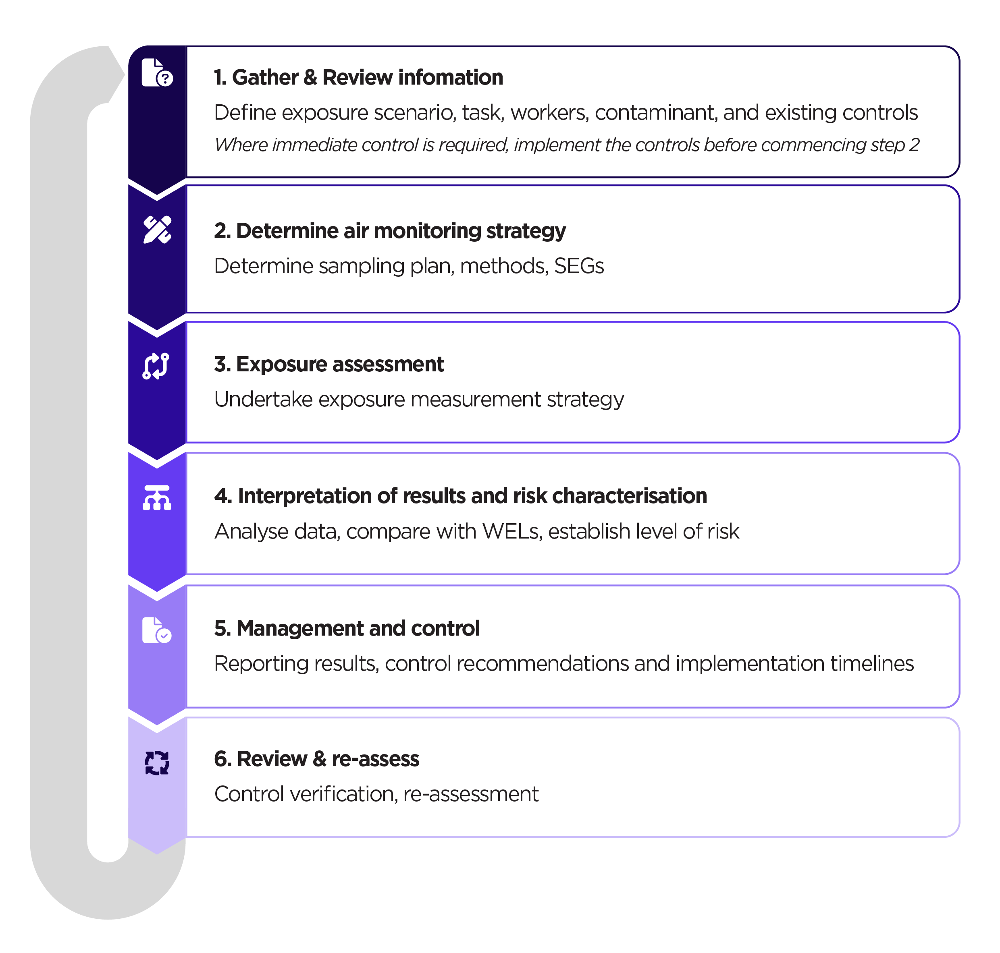 1. Gather & Review infomation
Define exposure scenario, task, workers, contaminant, and existing controls
Where immediate control is required, implement the controls before commencing step 2
2. Determine air monitoring strategy
Determine sampling plan, methods, SEGs
3. Exposure assessment
Undertake exposure measurement strategy
4. Interpretation of results and risk characterisation
Analyse data, compare with WELs, establish level of risk
5. Management and control
Reporting results, control recommendations and implementation timelines
6. Review & re-assess
Control verification, re-assessment